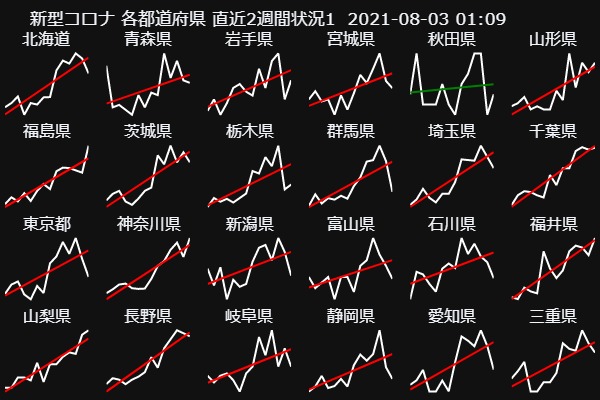 新型コロナ 各都道府県 直近2週間状況1 2021-08-03 01:09
北海道 青森県 岩手県 宮城県 秋田県 山形県
福島県 茨城県 栃木県 群馬県 埼玉県 千葉県
東京都 神奈川県 新潟県 富山県 石川県 福井県
山梨県 長野県 岐阜県 静岡県 愛知県 三重県